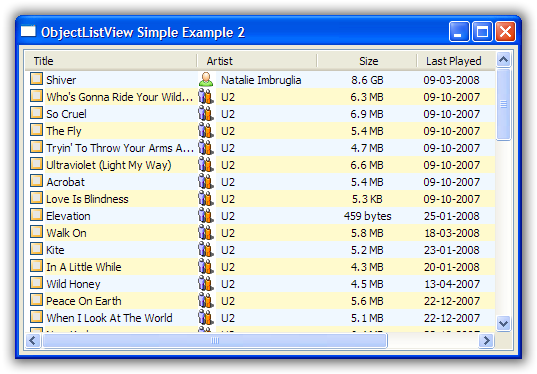 ObjectListView Simple Example 2
Title Artist Size Last Played
Shiver Natalie Imbruglia 8.6 GB 09-03-2008
Who's Gonna Ride Your Wild... U2 6.3 MB 09-10-2007
So Cruel U2 6.9 MB 09-10-2007
The Fly U2 5.4 MB 09-10-2007
Tryin' To Throw Your Arms A... U2 4.7 MB 09-10-2007
Ultraviolet (Light My Way) U2 6.6 MB 09-10-2007
Acrobat U2 5.4 MB 09-10-2007
Love Is Blindness U2 5.3 KB 09-10-2007
Elevation U2 459 bytes 25-01-2008
Walk On U2 5.8 MB 18-03-2008
Kite U2 5.2 MB 23-01-2008
In A Little While U2 4.3 MB 20-01-2008
Wild Honey U2 4.5 MB 13-04-2007
Peace On Earth U2 5.6 MB 22-12-2007
When I Look At The World U2 5.1 MB 22-12-2007